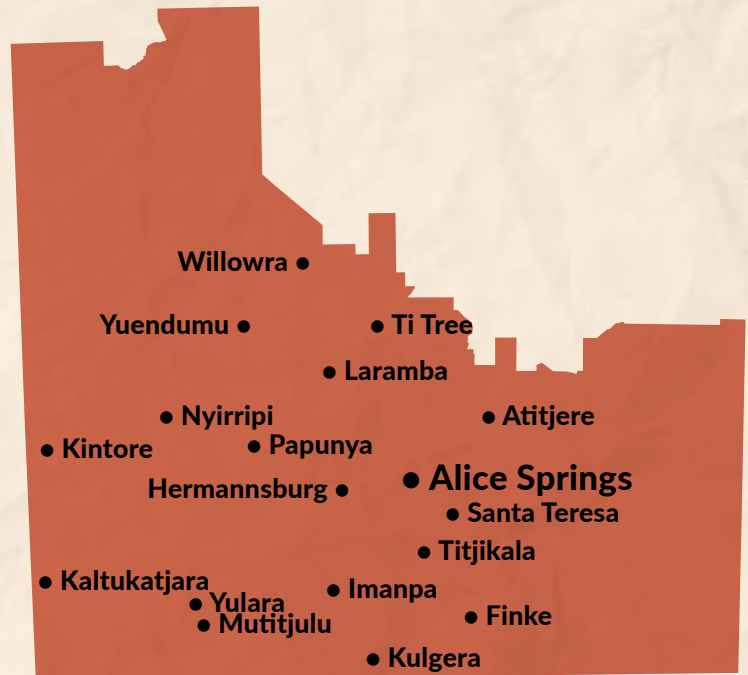 Willowra
Yuendumu
Ti Tree
Laramba
Nyirripi
Atitjere
Kintore
Papunya
Alice Springs
Hermannsburg
Santa Teresa
Titjikala
Kaltukatjara
Imanpa
Yulara
Finke
Mutitjulu
Kulgera